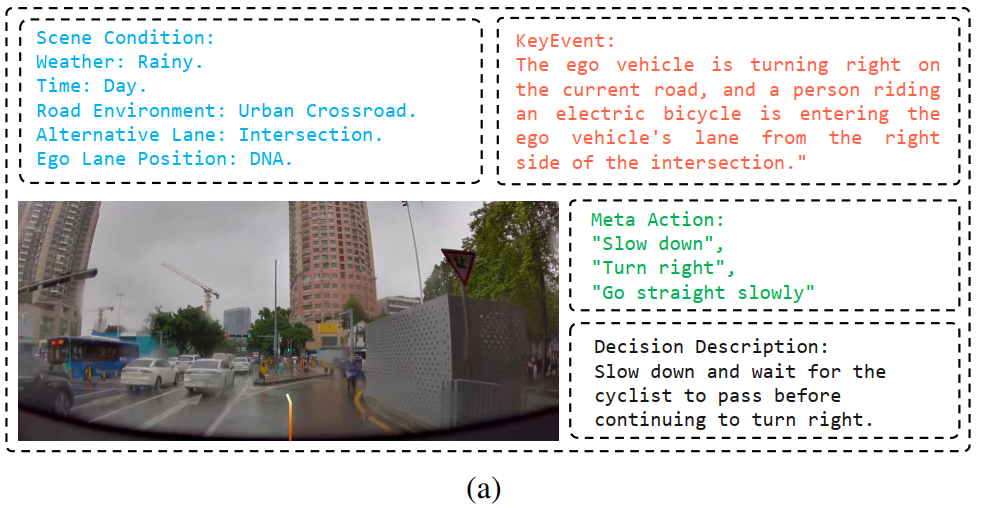 Scene Condition:
Weather: Rainy.
Time: Day.
Road Environment: Urban Crossroad.
Alternative Lane: Intersection.
Ego Lane Position: DNA.
KeyEvent:
The ego vehicle is turning right on
the current road, and a person riding
an electric bicycle is entering the
ego vehicle's lane from the right
side of the intersection."
让
Meta Action:
"Slow down",
"Turn right",
"Go straight slowly"
Decision Description:
Slow down and wait for the
cyclist to pass before
continuing to turn right.
(a)